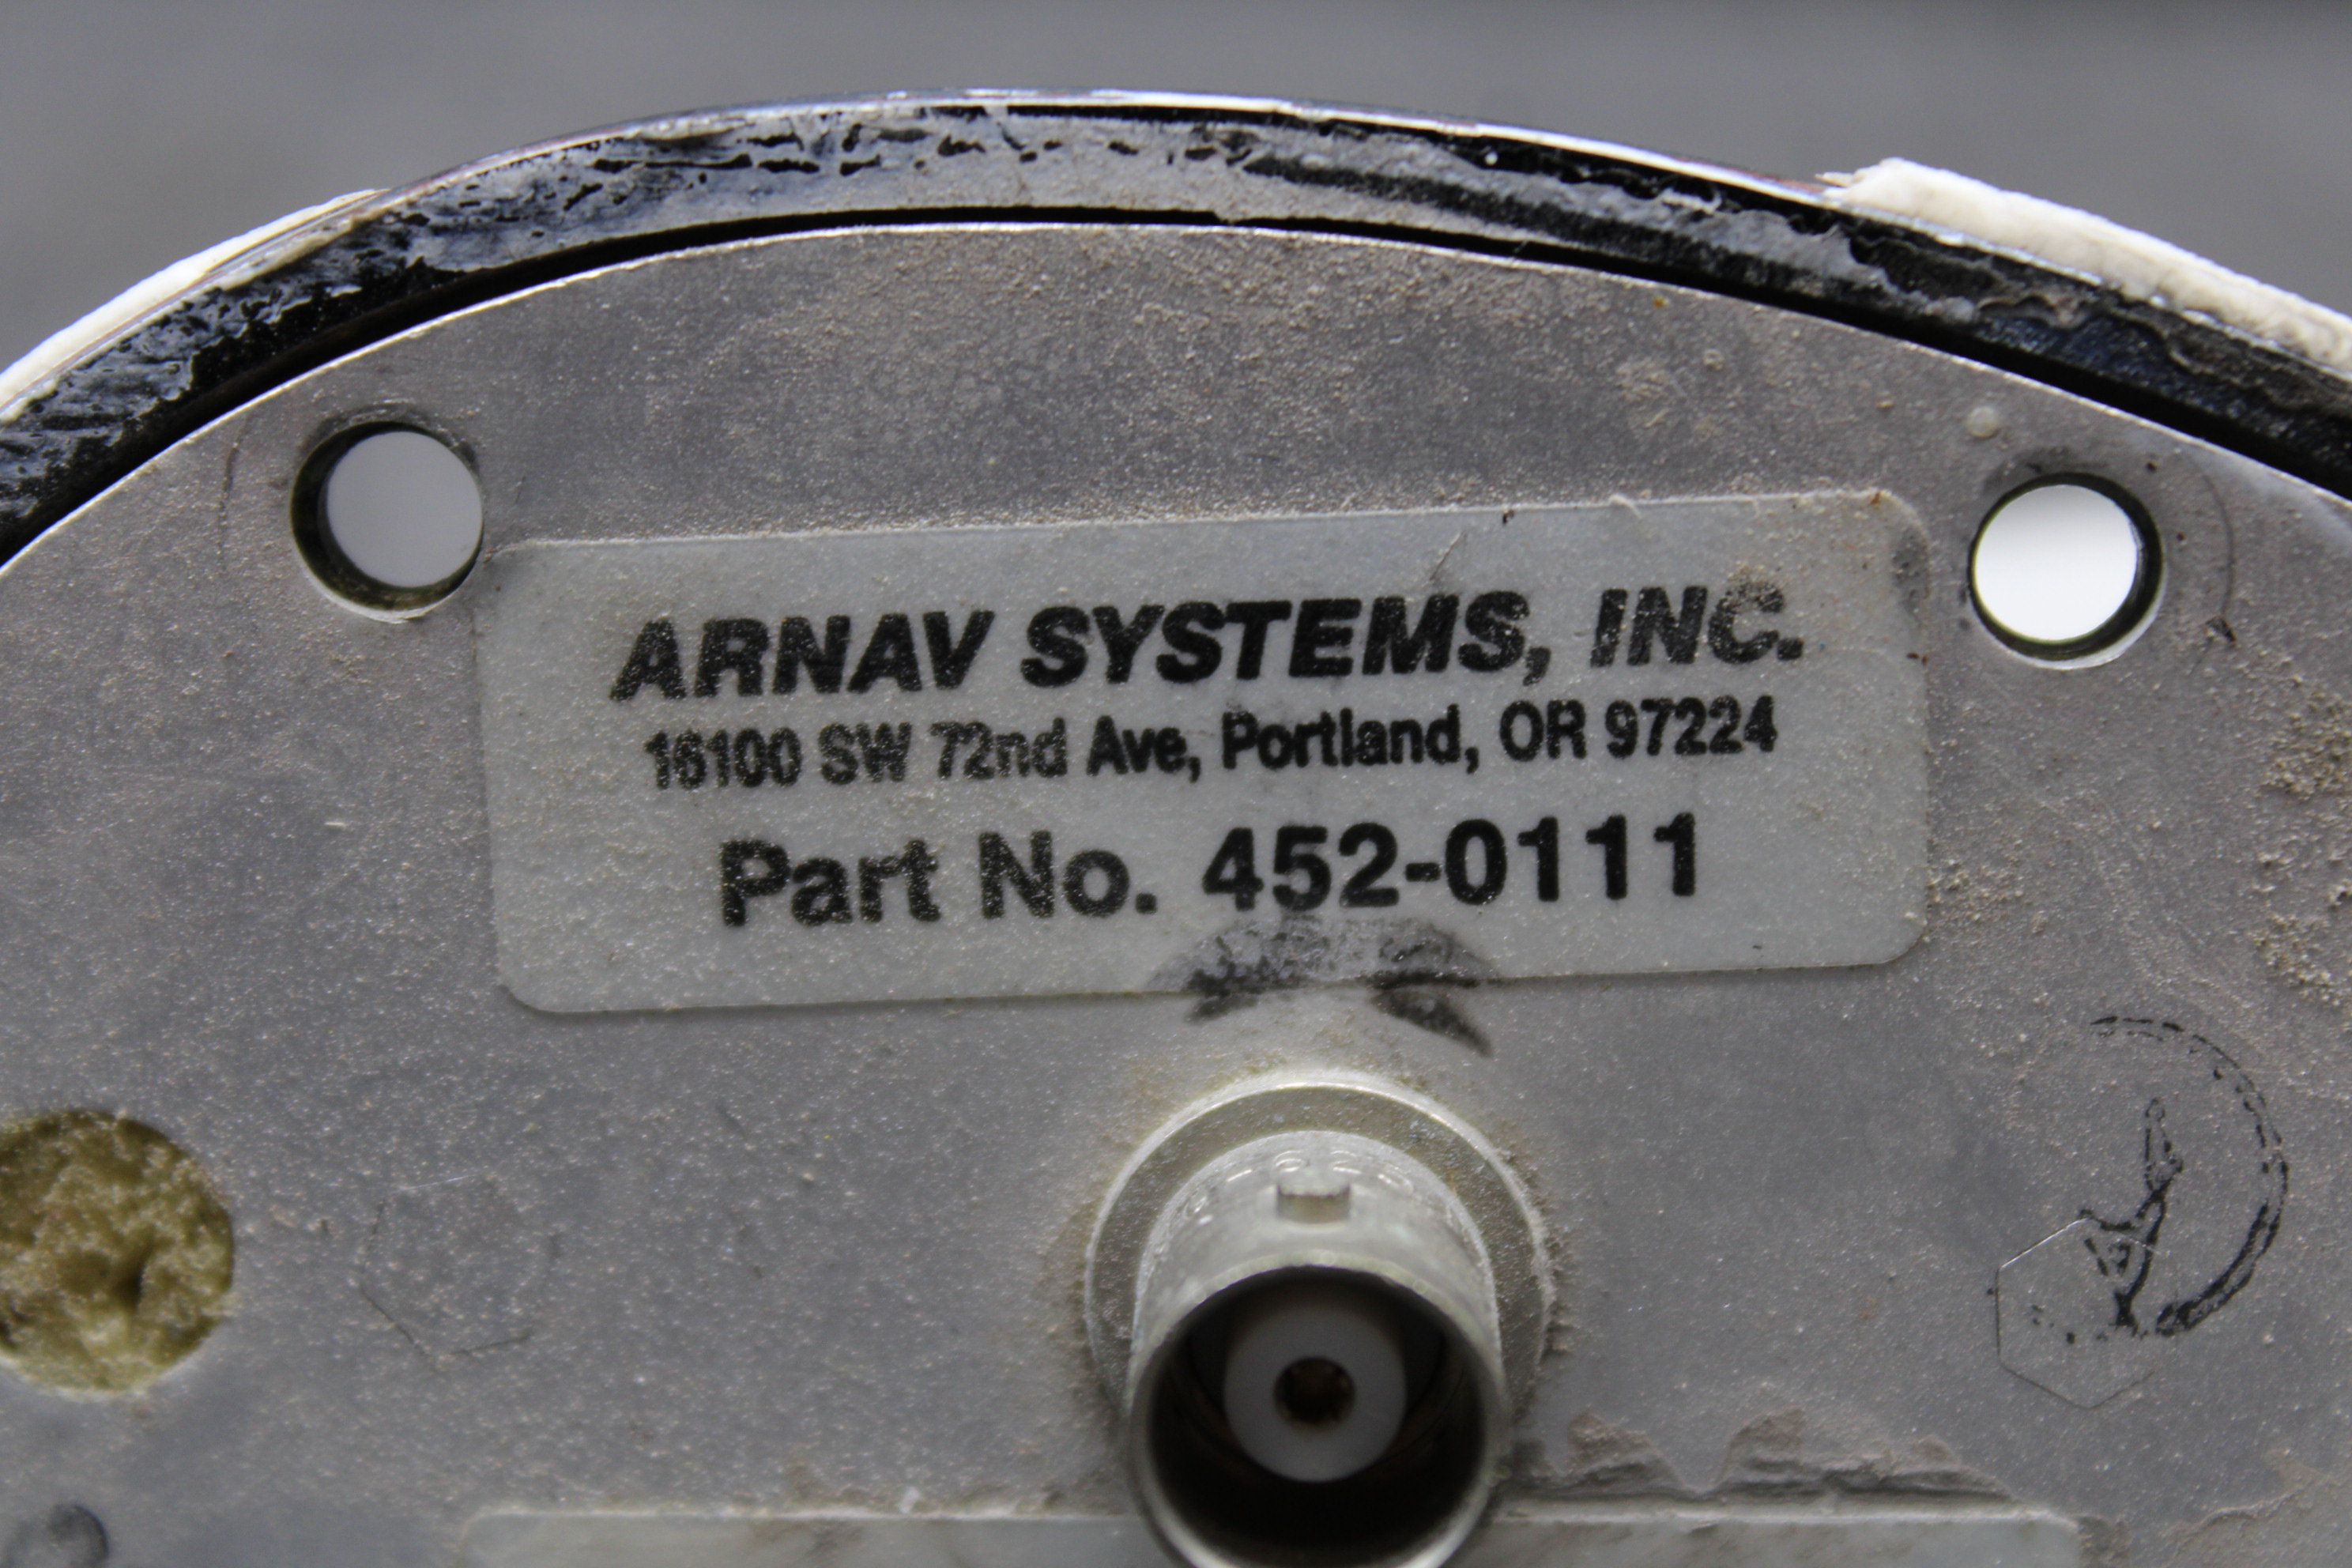 ARNAV SYSTEMS, INC.
16100 SW 72nd Ave, Portland, OR 97224
Part No. 452-0111